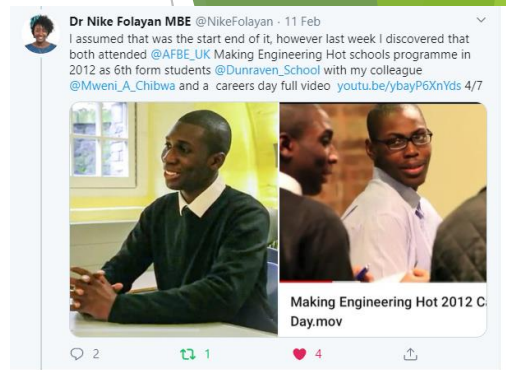 Dr Nike Folayan MBE @NikeFolayan · 11 Feb
I assumed that was the start end of it, however last week I discovered that
both attended @AFBE_UK Making Engineering Hot schools programme in
2012 as 6th form students @Dunraven_School with my colleague
@Mweni_A_Chibwa and a careers day full video youtu.be/ybayP6XnYds 4/7
Making Engineering Hot 2012 C
Day.mov
2
1
4